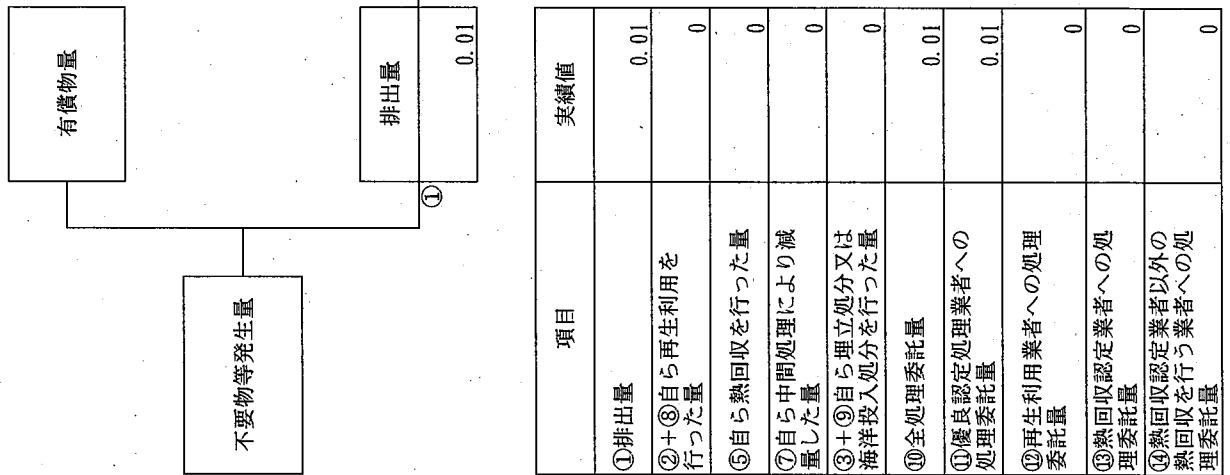 有償物量
不要物等発生量
排出量
①
0.01
項目
実績値
①排出量
0.01
②+⑧自ら再生利用を
行った量
0
⑤自ら熱回収を行った量
0
⑦自ら中間処理により減
量した量
0
③+⑨自ら埋立処分又は
海洋投入処分を行った量
0
⑩全処理委託量
0.01
⑪優良認定処理業者への
処理委託量
0.01
⑫再生利用業者への処理
委託量
0
⑬熱回収認定業者への処
理委託量
0
⑭熱回収認定業者以外の
熱回収を行う業者への処
理委託量
0